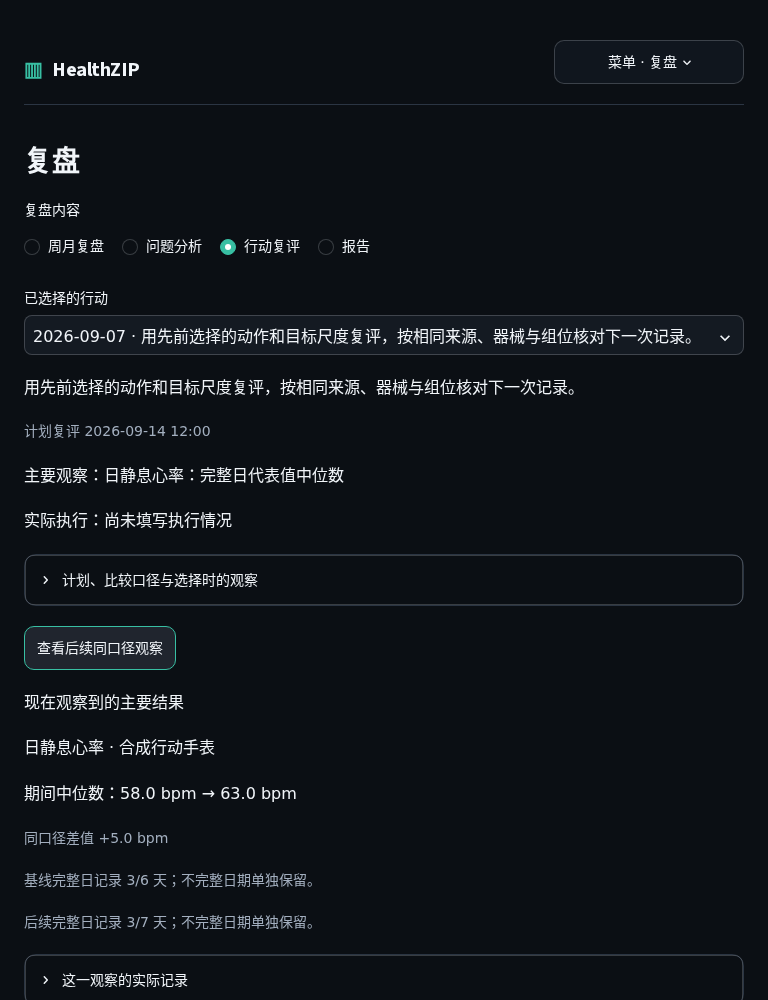 HealthZIP
菜单 · 复盘
复盘
复盘内容
周月复盘 问题分析 行动复评 报告
已选择的行动
2026-09-07 · 用先前选择的动作和目标尺度复评，按相同来源、器械与组位核对下一次记录。
用先前选择的动作和目标尺度复评，按相同来源、器械与组位核对下一次记录。
计划复评 2026-09-14 12:00
主要观察：日静息心率：完整日代表值中位数
实际执行：尚未填写执行情况
计划、比较口径与选择时的观察
查看后续同口径观察
现在观察到的主要结果
日静息心率 · 合成行动手表
期间中位数：58.0 bpm → 63.0 bpm
同口径差值 +5.0 bpm
基线完整日记录 3/6 天；不完整日期单独保留。
后续完整日记录 3/7 天；不完整日期单独保留。
这一观察的实际记录